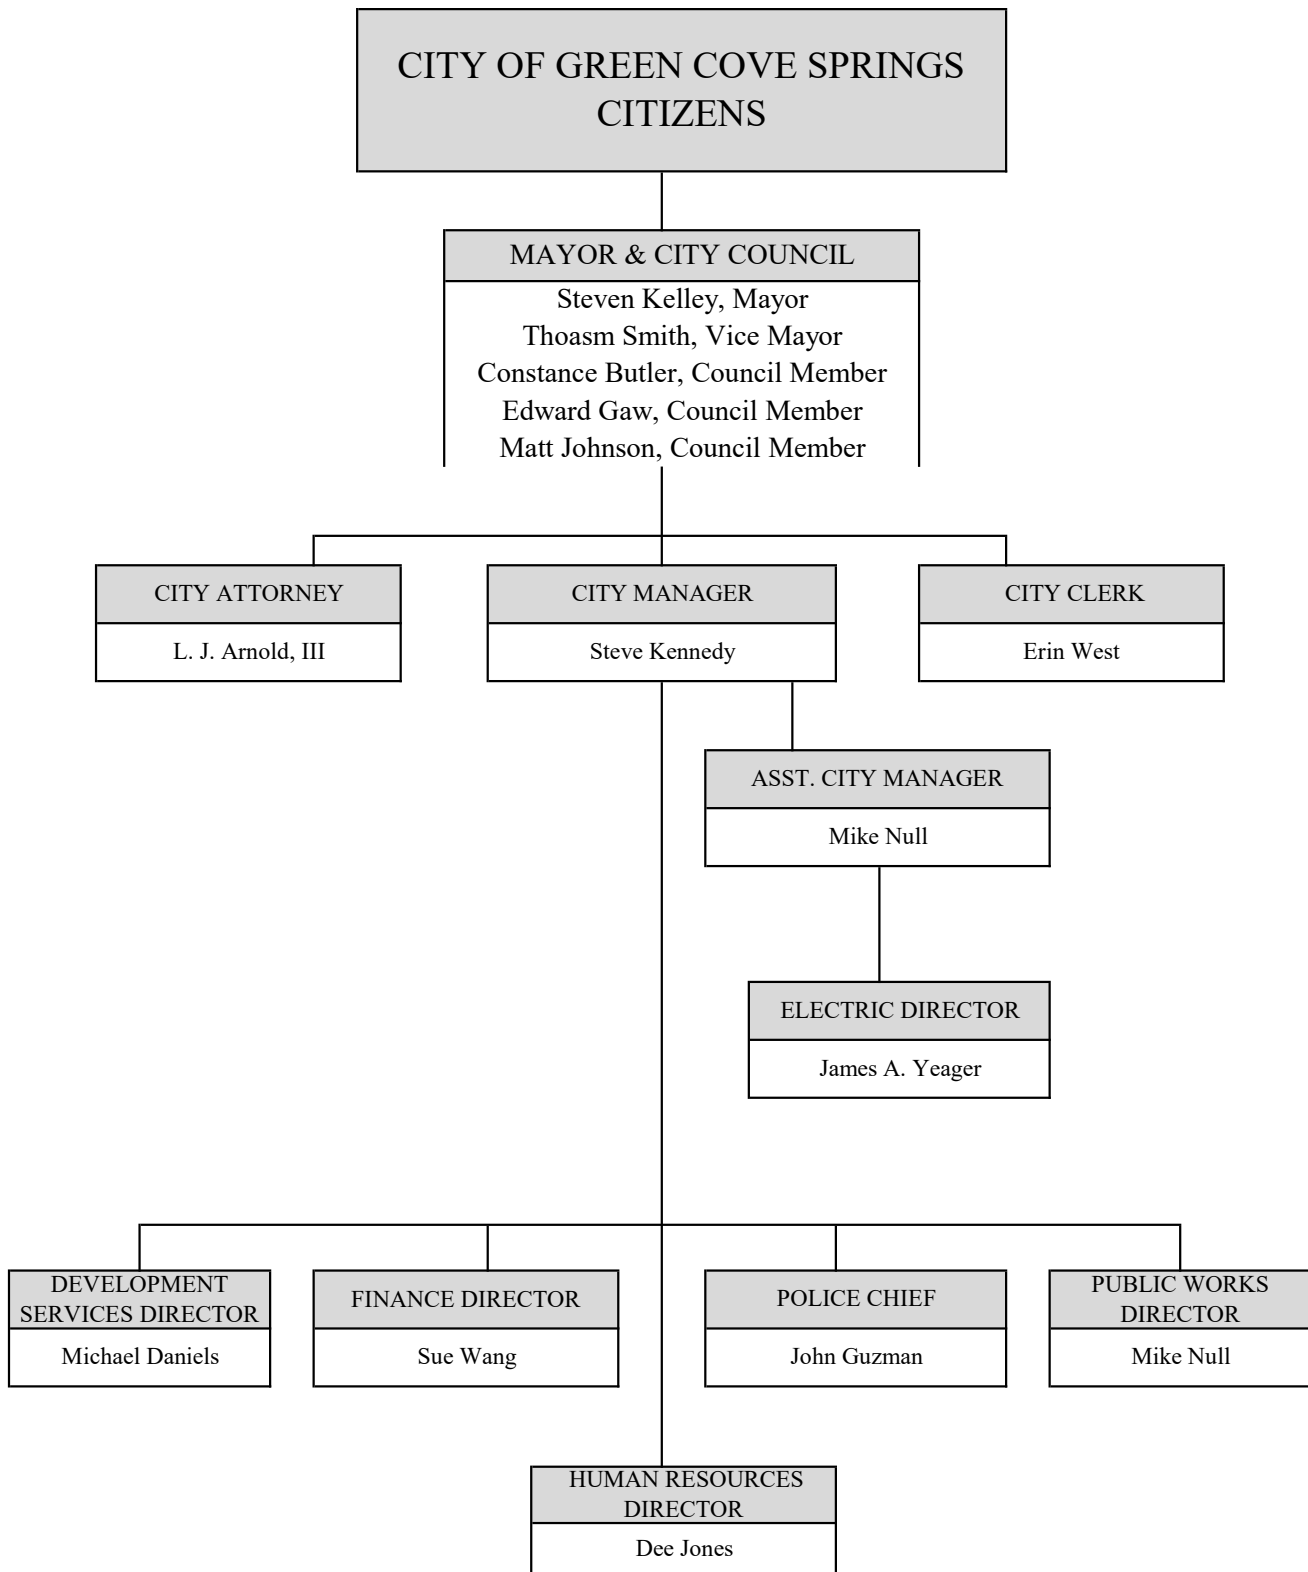 CITY OF GREEN COVE SPRINGS
CITIZENS
MAYOR & CITY COUNCIL
Steven Kelley, Mayor
Thoasm Smith, Vice Mayor
Constance Butler, Council Member
Edward Gaw, Council Member
Matt Johnson, Council Member
CITY ATTORNEY
L. J. Arnold, III
CITY MANAGER
Steve Kennedy
CITY CLERK
Erin West
ASST. CITY MANAGER
Mike Null
ELECTRIC DIRECTOR
James A. Yeager
DEVELOPMENT
SERVICES DIRECTOR
Michael Daniels
FINANCE DIRECTOR
Sue Wang
POLICE CHIEF
John Guzman
PUBLIC WORKS
DIRECTOR
Mike Null
HUMAN RESOURCES
DIRECTOR
Dee Jones